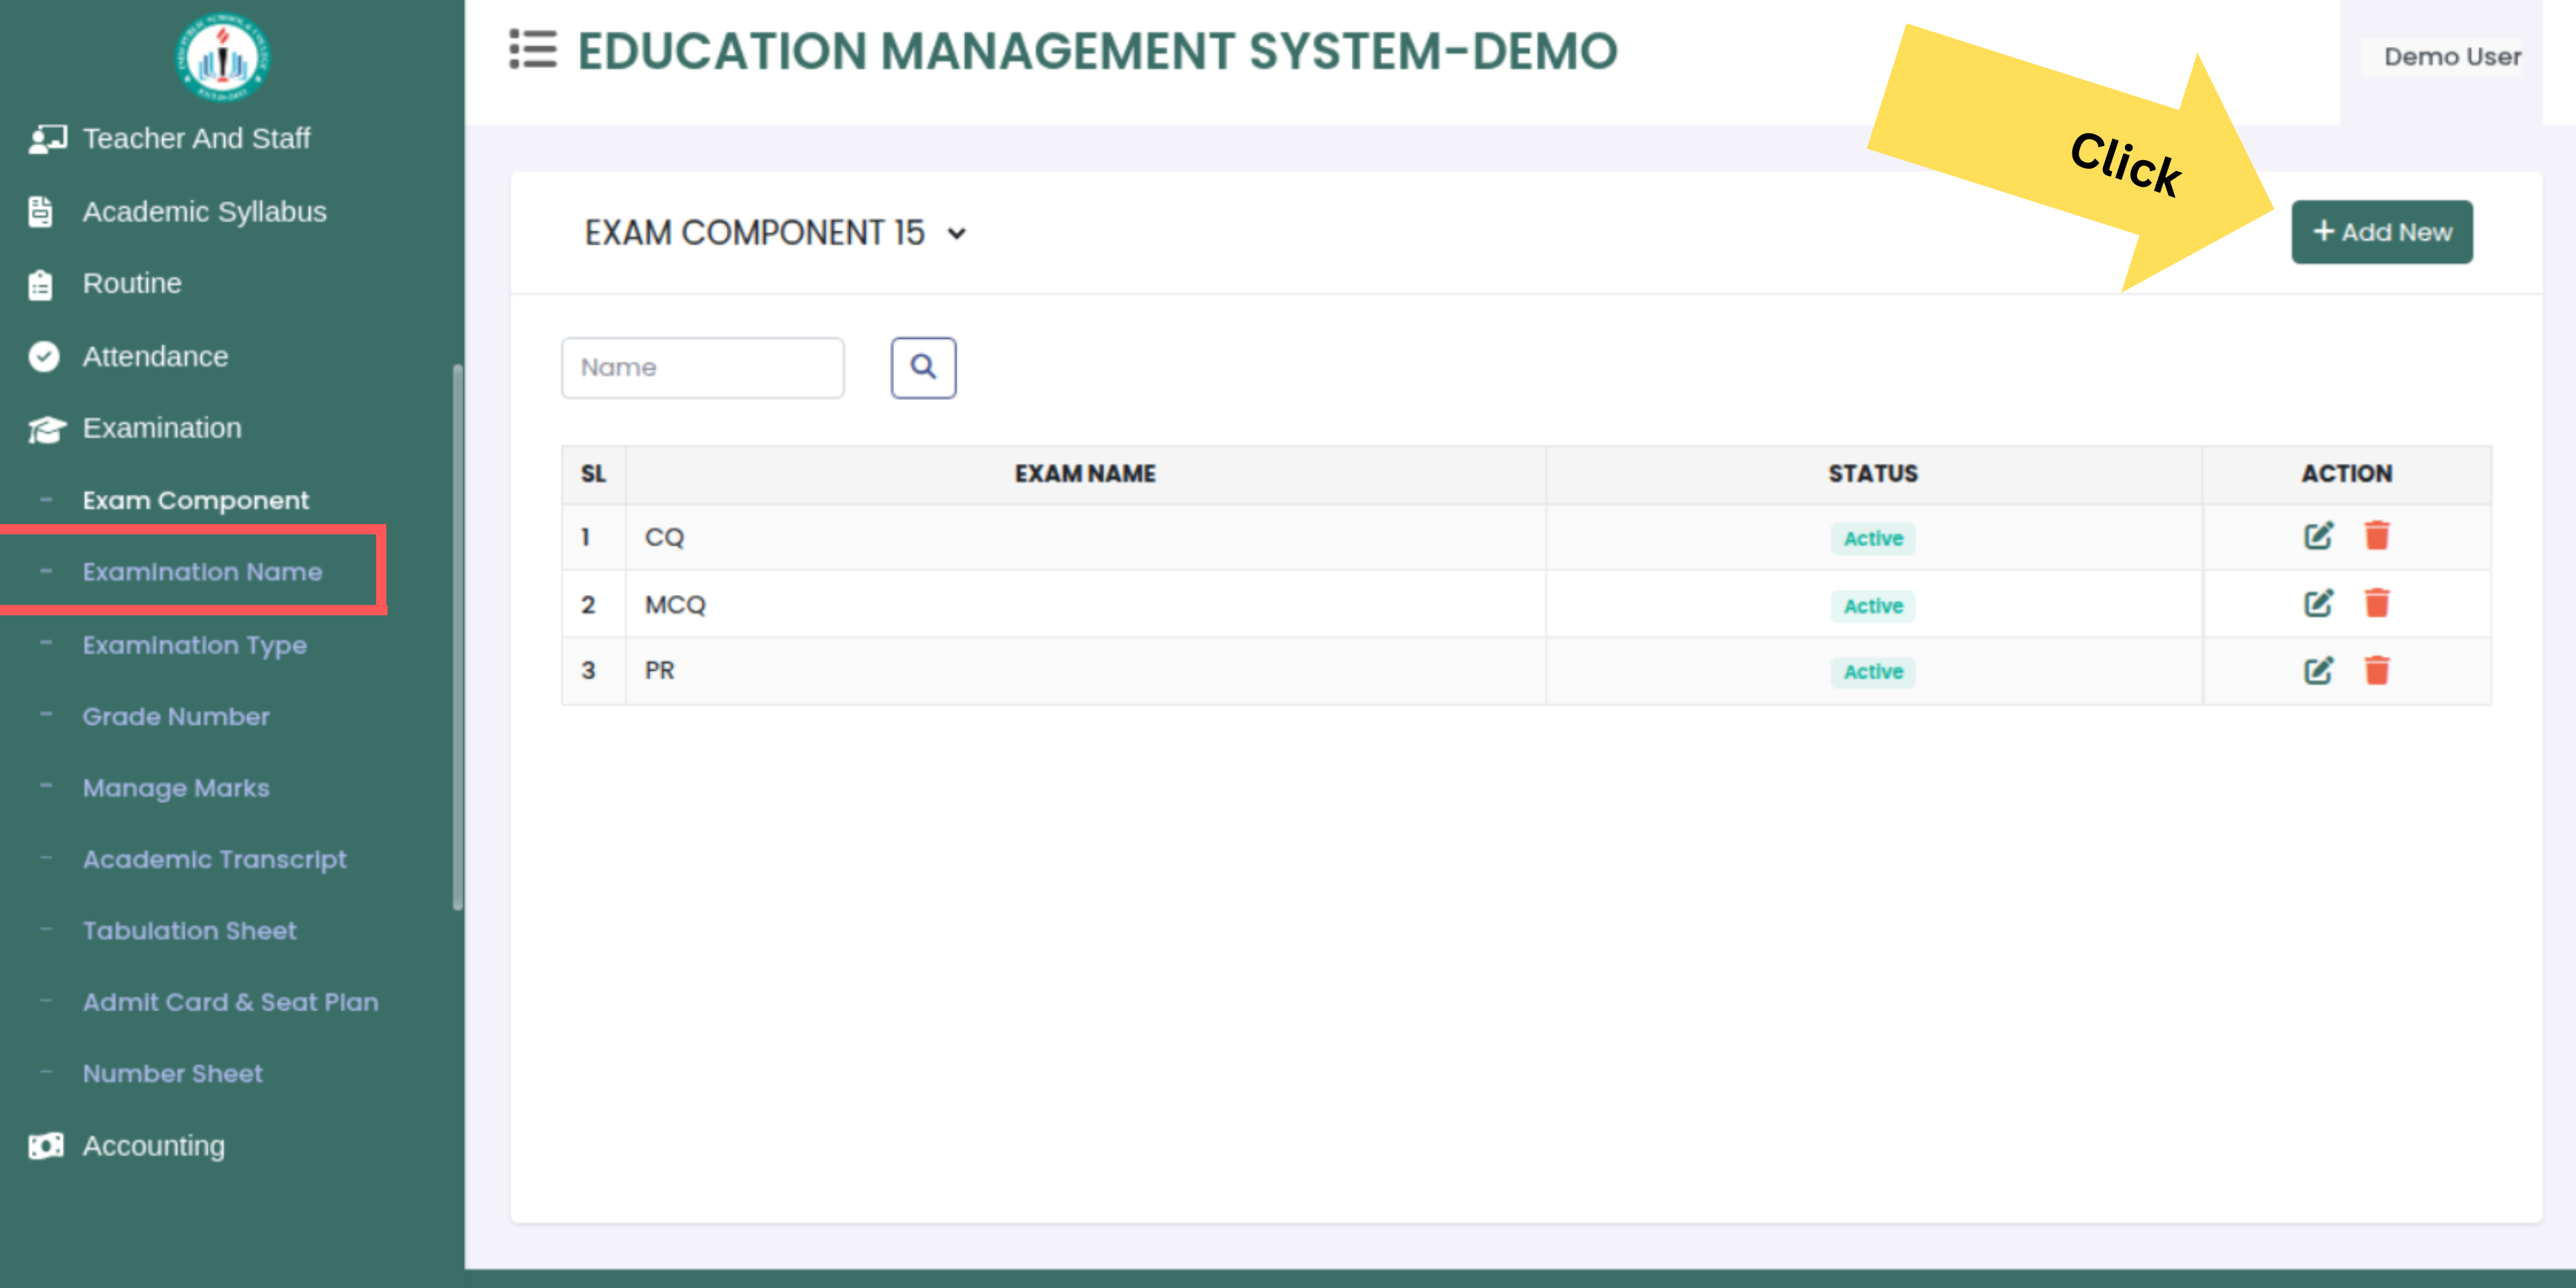 EDUCATION MANAGEMENT SYSTEM-DEMO
Demo User
Teacher And Staff
Academic Syllabus
Routine
Attendance
Examination
- Exam Component
- Examination Name
- Examination Type
- Grade Number
- Manage Marks
- Academic Transcript
- Tabulation Sheet
- Admit Card & Seat Plan
- Number Sheet
Accounting
Click
EXAM COMPONENT 15
+ Add New
Name
SL EXAM NAME STATUS ACTION
1 CQ Active
2 MCQ Active
3 PR Active